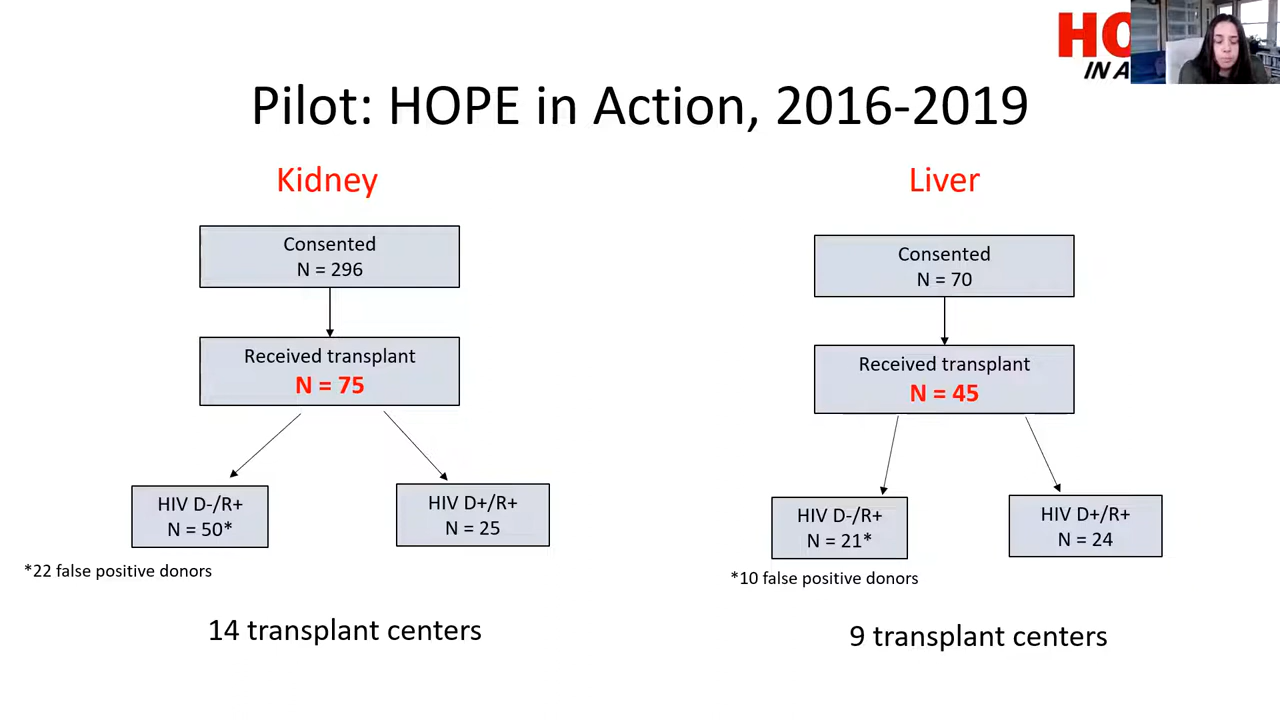 HO
IN A
Pilot: HOPE in Action, 2016-2019
Kidney
Consented
N = 296
Received transplant
N = 75
HIV D-/R+
N = 50*
HIV D+/R+
N = 25
*22 false positive donors
14 transplant centers
Liver
Consented
N = 70
Received transplant
N = 45
HIV D-/R+
N = 21*
HIV D+/R+
N = 24
*10 false positive donors
9 transplant centers